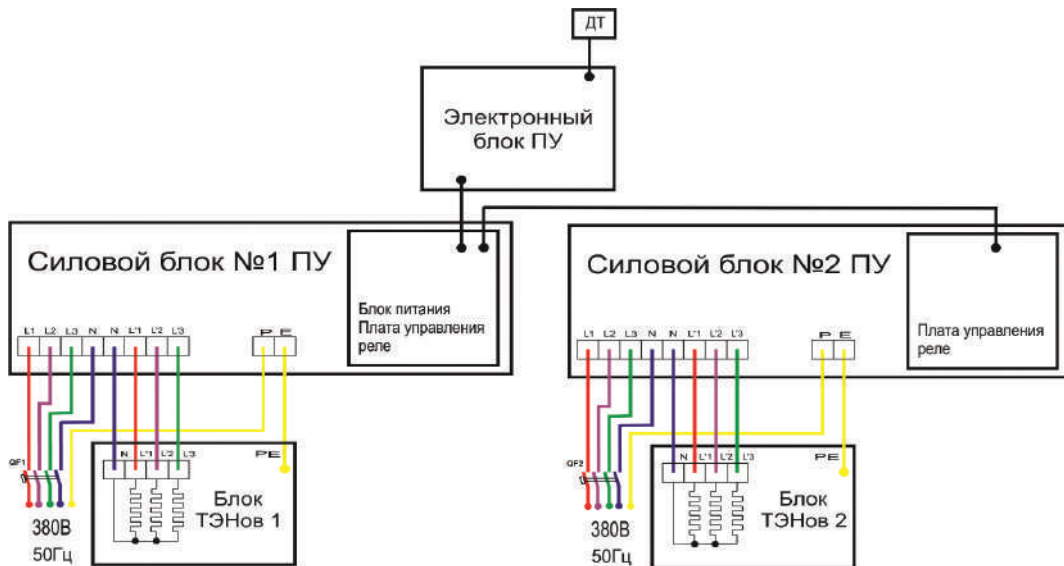 ДТ
Электронный
блок ПУ
Силовой блок №1 ПУ
Блок питания
Плата управления
реле
L1 L2 L3 N N L'1 L'2 L'3
P E
QF1
N L'1 L'2 L'3
PE
Блок
ТЭНов 1
380В
50Гц
Силовой блок №2 ПУ
Плата управления
реле
L1 L2 L3 N N L'1 L'2 L'3
P E
QF2
N L'1 L'2 L'3
PE
Блок
ТЭНов 2
380В
50Гц